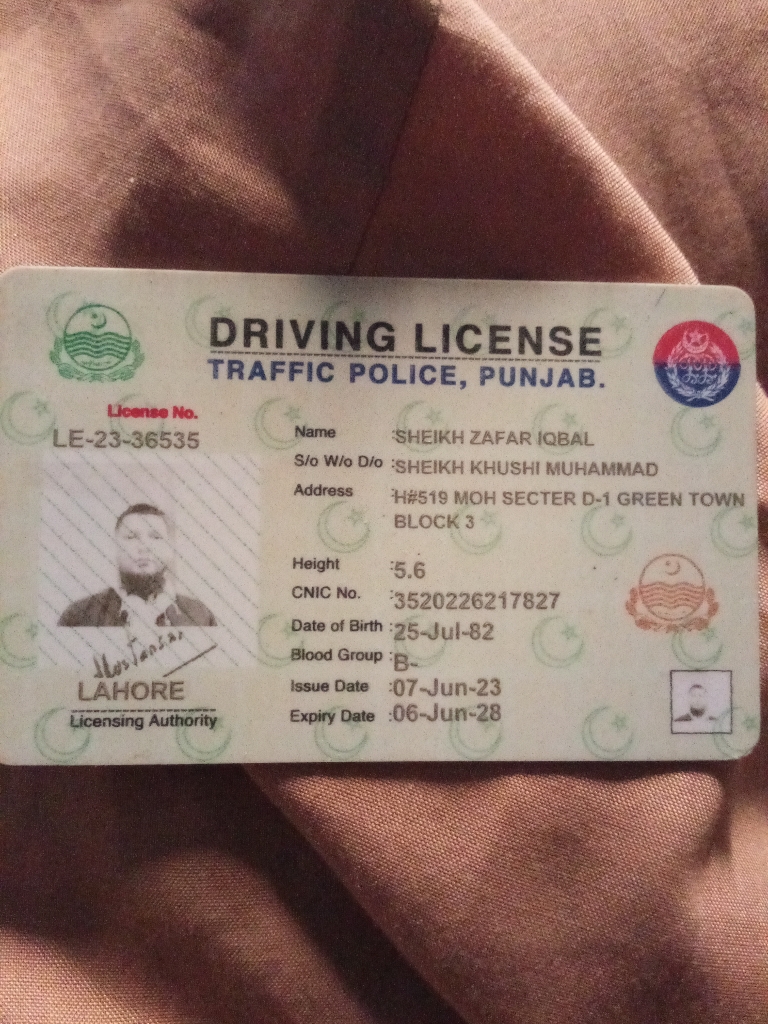 DRIVING LICENSE
TRAFFIC POLICE, PUNJAB.
License No.
LE-23-36535
Name :SHEIKH ZAFAR IQBAL
S/o W/o D/o :SHEIKH KHUSHI MUHAMMAD
Address :H#519 MOH SECTER D-1 GREEN TOWN
BLOCK 3
Height :5.6
CNIC No. :3520226217827
Date of Birth :25-Jul-82
Blood Group :B-
Issue Date :07-Jun-23
Expiry Date :06-Jun-28
LAHORE
Licensing Authority